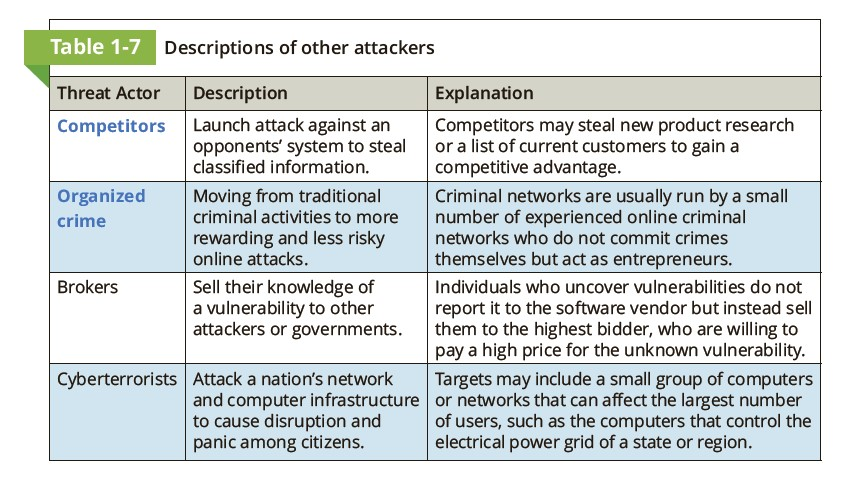 Table 1-7 Descriptions of other attackers
Threat Actor Description Explanation
Competitors
Launch attack against an
opponents’ system to steal
classified information.
Competitors may steal new product research
or a list of current customers to gain a
competitive advantage.
Organized
crime
Moving from traditional
criminal activities to more
rewarding and less risky
online attacks.
Criminal networks are usually run by a small
number of experienced online criminal
networks who do not commit crimes
themselves but act as entrepreneurs.
Brokers
Sell their knowledge of
a vulnerability to other
attackers or governments.
Individuals who uncover vulnerabilities do not
report it to the software vendor but instead sell
them to the highest bidder, who are willing to
pay a high price for the unknown vulnerability.
Cyberterrorists
Attack a nation’s network
and computer infrastructure
to cause disruption and
panic among citizens.
Targets may include a small group of computers
or networks that can affect the largest number
of users, such as the computers that control the
electrical power grid of a state or region.